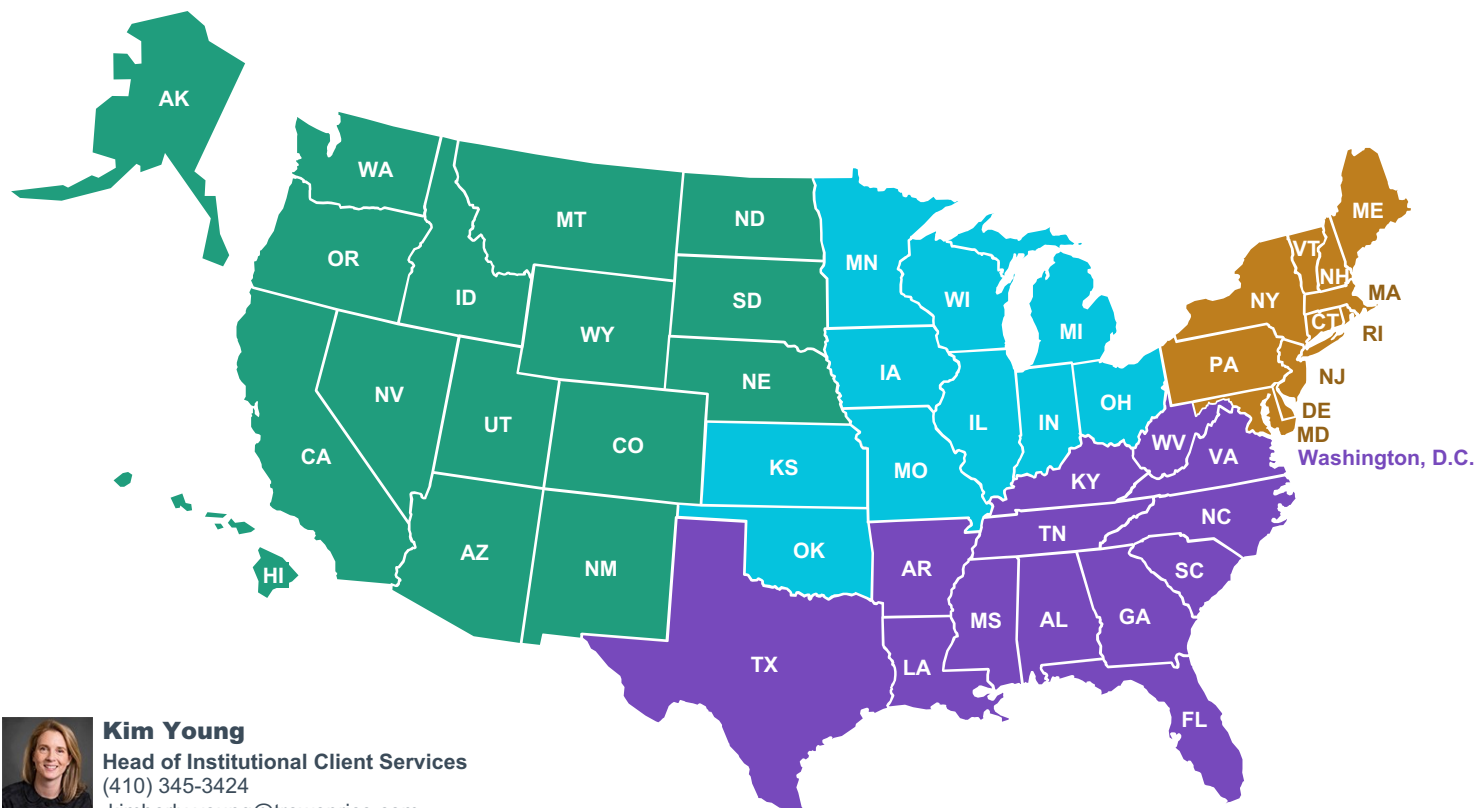 AK
WA
MT
ND
MN
ME
OR
ID
SD
WI
MI
VT
NH
NY
MA
CT
RI
WY
NE
IA
PA
NJ
NV
UT
CO
IL
IN
OH
DE
MD
CA
KS
MO
WV
VA
Washington, D.C.
KY
AZ
NM
OK
AR
TN
NC
SC
HI
MS
AL
GA
TX
LA
FL
Kim Young
Head of Institutional Client Services
(410) 345-3424